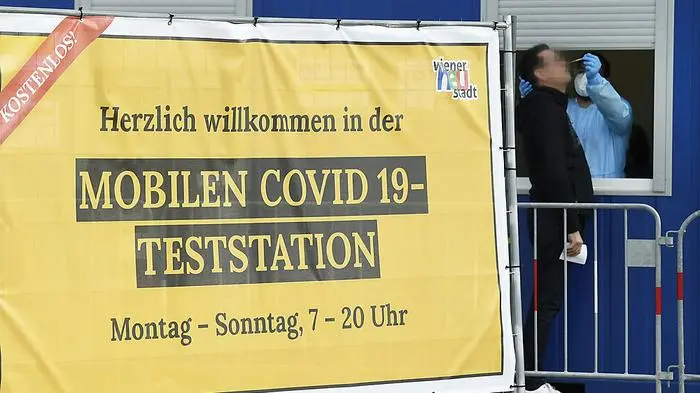 KOSTENLOS!
wiener
neu
stadt
Herzlich willkommen in der
MOBILEN COVID 19-
TESTSTATION
Montag – Sonntag, 7 – 20 Uhr